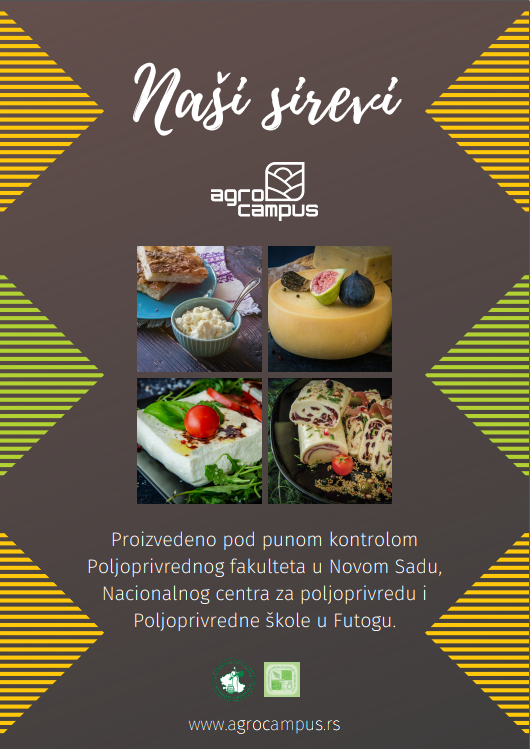 Naši sirevi
agro
campus
Proizvedeno pod punom kontrolom
Poljoprivrednog fakulteta u Novom Sadu,
Nacionalnog centra za poljoprivredu i
Poljoprivredne škole u Futogu.
www.agrocampus.rs